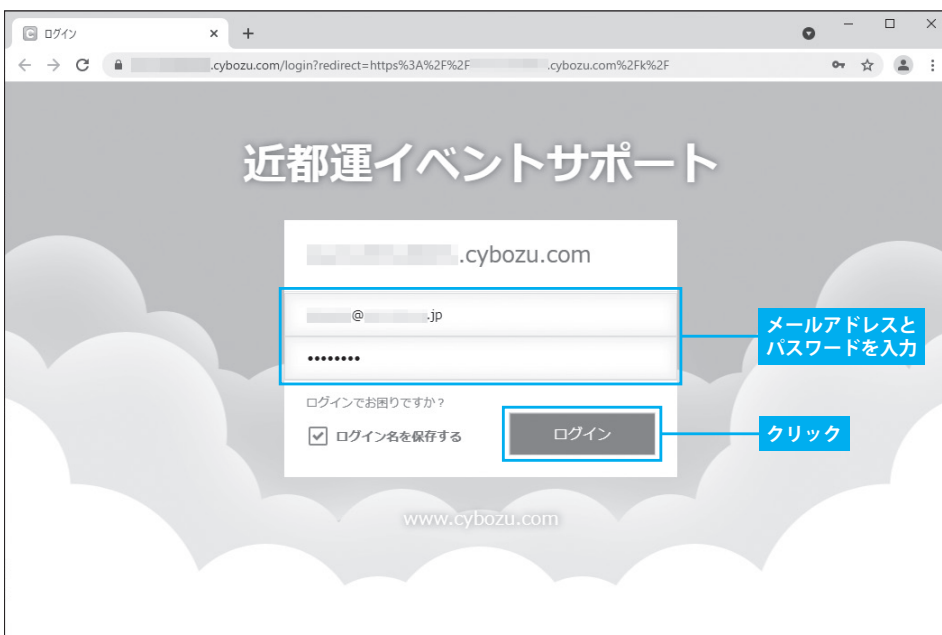 ログイン
.cybozu.com/login?redirect=https%3A%2F%2F .cybozu.com%2Fk%2F
近都運イベントサポート
.cybozu.com
@ .jp
••••••••
メールアドレスと
パスワードを入力
ログインでお困りですか？
ログイン名を保存する
ログイン
クリック
www.cybozu.com